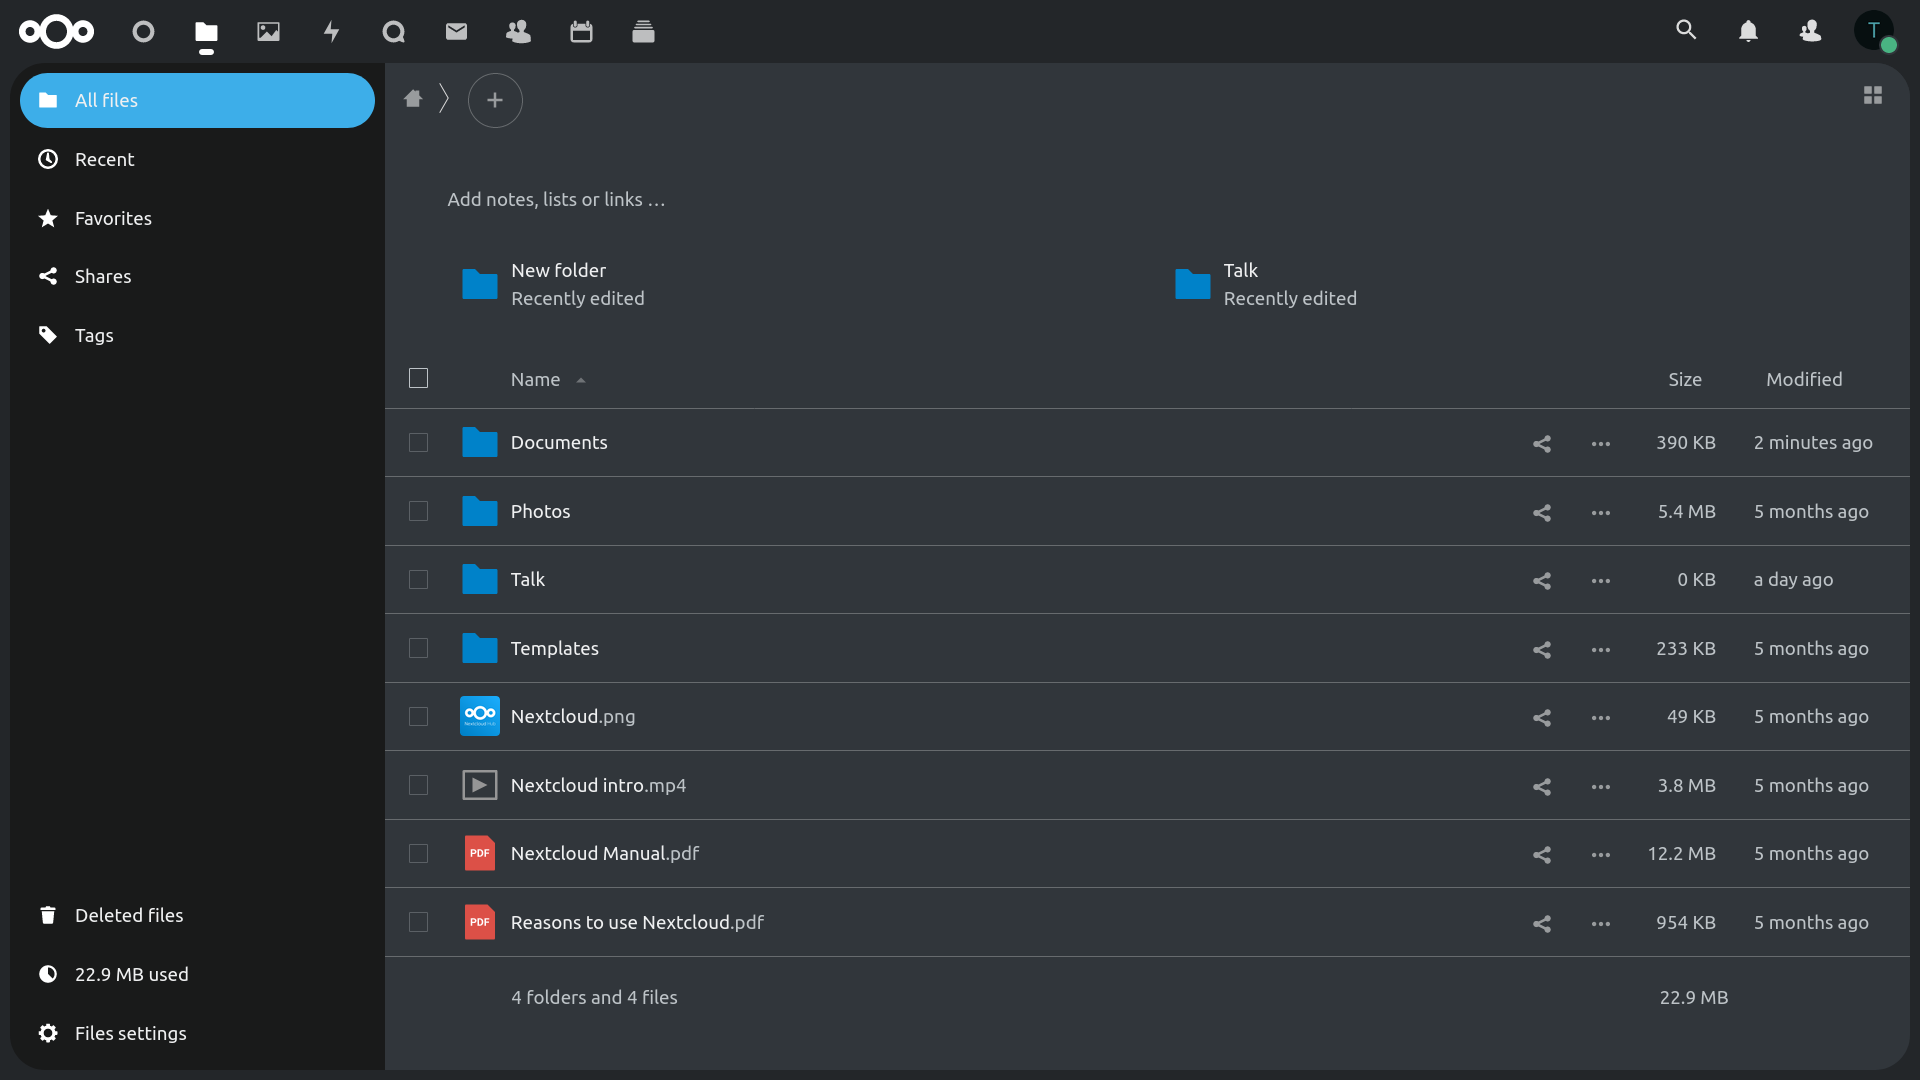 T
All files
Recent
Favorites
Shares
Tags
Deleted files
22.9 MB used
Files settings
Add notes, lists or links …
New folder
Recently edited
Talk
Recently edited
Name Size Modified
Documents 390 KB 2 minutes ago
Photos 5.4 MB 5 months ago
Talk 0 KB a day ago
Templates 233 KB 5 months ago
Nextcloud Hub
Nextcloud.png 49 KB 5 months ago
Nextcloud intro.mp4 3.8 MB 5 months ago
PDF Nextcloud Manual.pdf 12.2 MB 5 months ago
PDF Reasons to use Nextcloud.pdf 954 KB 5 months ago
4 folders and 4 files 22.9 MB